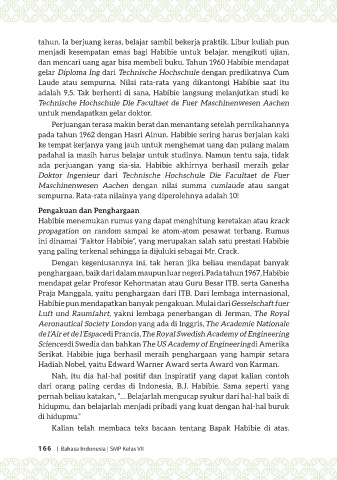 tahun. Ia berjuang keras, belajar sambil bekerja praktik. Libur kuliah pun
menjadi kesempatan emas bagi Habibie untuk belajar, mengikuti ujian,
dan mencari uang agar bisa membeli buku. Tahun 1960 Habibie mendapat
gelar Diploma Ing dari Technische Hochschule dengan predikatnya Cum
Laude atau sempurna. Nilai rata-rata yang dikantongi Habibie saat itu
adalah 9,5. Tak berhenti di sana, Habibie langsung melanjutkan studi ke
Technische Hochschule Die Facultaet de Fuer Maschinenwesen Aachen
untuk mendapatkan gelar doktor.
Perjuangan terasa makin berat dan menantang setelah pernikahannya
pada tahun 1962 dengan Hasri Ainun. Habibie sering harus berjalan kaki
ke tempat kerjanya yang jauh untuk menghemat uang dan pulang malam
padahal ia masih harus belajar untuk studinya. Namun tentu saja, tidak
ada perjuangan yang sia-sia. Habibie akhirnya berhasil meraih gelar
Doktor Ingenieur dari Technische Hochschule Die Facultaet de Fuer
Maschinenwesen Aachen dengan nilai summa cumlaude atau sangat
sempurna. Rata-rata nilainya yang diperolehnya adalah 10!
Pengakuan dan Penghargaan
Habibie menemukan rumus yang dapat menghitung keretakan atau krack
propagation on random sampai ke atom-atom pesawat terbang. Rumus
ini dinamai "Faktor Habibie", yang merupakan salah satu prestasi Habibie
yang paling terkenal sehingga ia dijuluki sebagai Mr. Crack.
Dengan kegeniusannya ini, tak heran jika beliau mendapat banyak
penghargaan, baik dari dalam maupun luar negeri. Pada tahun 1967, Habibie
mendapat gelar Profesor Kehormatan atau Guru Besar ITB, serta Ganesha
Praja Manggala, yaitu penghargaan dari ITB. Dari lembaga internasional,
Habibie pun mendapatkan banyak pengakuan. Mulai dari Gesselschaft fuer
Luft und Raumfahrt, yakni lembaga penerbangan di Jerman, The Royal
Aeronautical Society London yang ada di Inggris, The Academie Nationale
de l'Air et de l'Espace di Prancis, The Royal Swedish Academy of Engineering
Sciences di Swedia dan bahkan The US Academy of Engineering di Amerika
Serikat. Habibie juga berhasil meraih penghargaan yang hampir setara
Hadiah Nobel, yaitu Edward Warner Award serta Award von Karman.
Nah, itu dia hal-hal positif dan inspiratif yang dapat kalian contoh
dari orang paling cerdas di Indonesia, B.J. Habibie. Sama seperti yang
pernah beliau katakan, "... Belajarlah mengucap syukur dari hal-hal baik di
hidupmu, dan belajarlah menjadi pribadi yang kuat dengan hal-hal buruk
di hidupmu."
Kalian telah membaca teks bacaan tentang Bapak Habibie di atas.
166 | Bahasa Indonesia | SMP Kelas VII